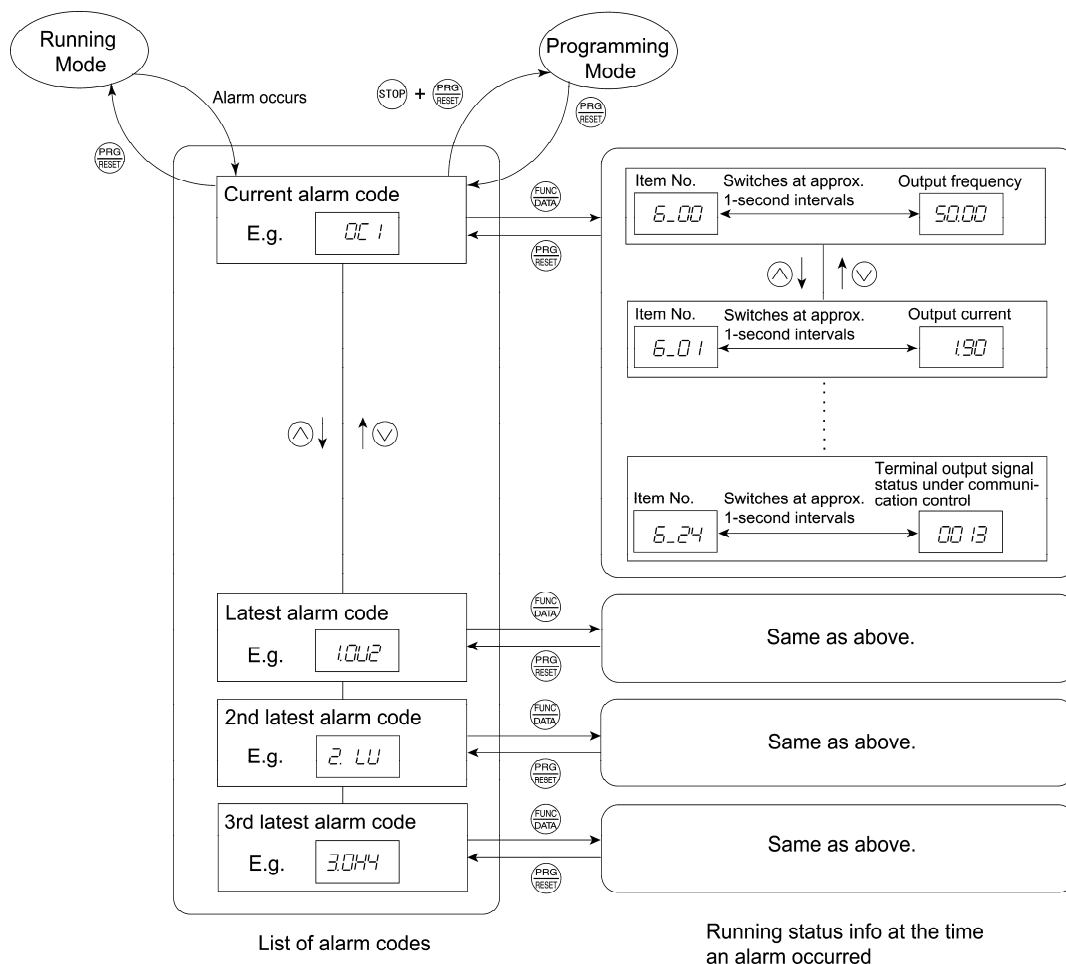 Running
Mode
Programming
Mode
Alarm occurs
STOP + PRG
RESET
PRG
RESET
PRG
RESET
Current alarm code
E.g. OC1
FUNC
DATA
PRG
RESET
Item No. Switches at approx. Output frequency
1-second intervals
6_00 50.00
Item No. Switches at approx. Output current
1-second intervals
6_01 1.90
Terminal output signal
status under communi-
cation control
Item No. Switches at approx.
1-second intervals
6_24 0013
Latest alarm code
E.g. 1.0U2
FUNC
DATA
PRG
RESET
Same as above.
2nd latest alarm code
E.g. 2. LU
FUNC
DATA
PRG
RESET
Same as above.
3rd latest alarm code
E.g. 3.0H4
FUNC
DATA
PRG
RESET
Same as above.
List of alarm codes
Running status info at the time
an alarm occurred